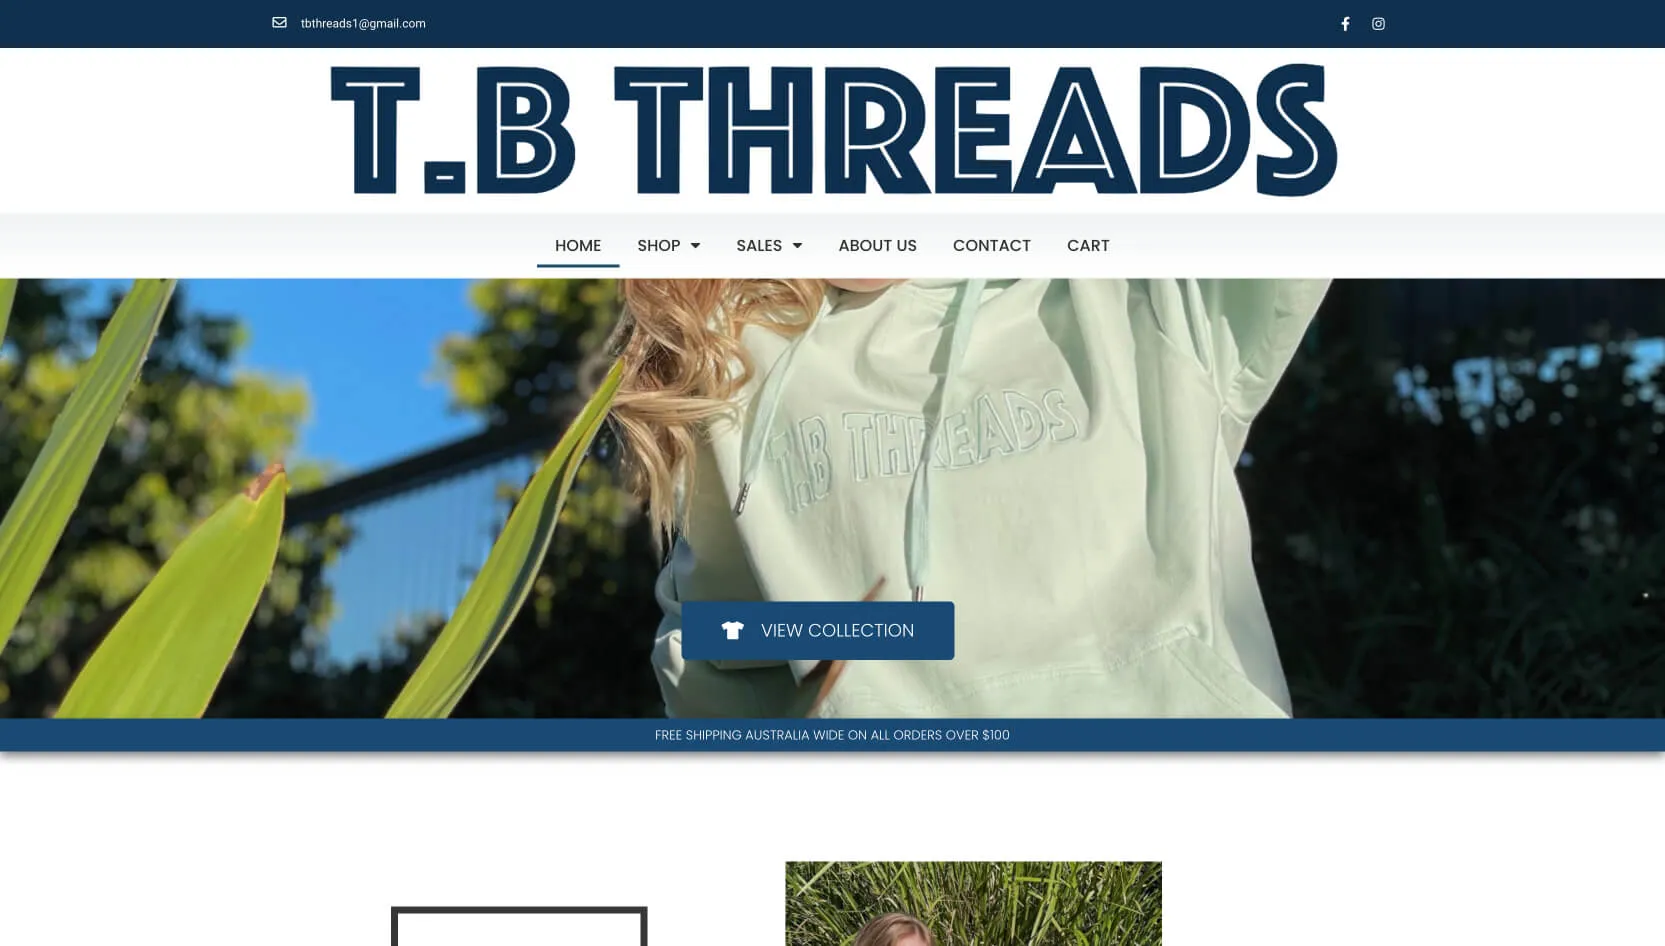 tbthreads1@gmail.com
T.B THREADS
HOME SHOP SALES ABOUT US CONTACT CART
T.B THREADS
VIEW COLLECTION
FREE SHIPPING AUSTRALIA WIDE ON ALL ORDERS OVER $100